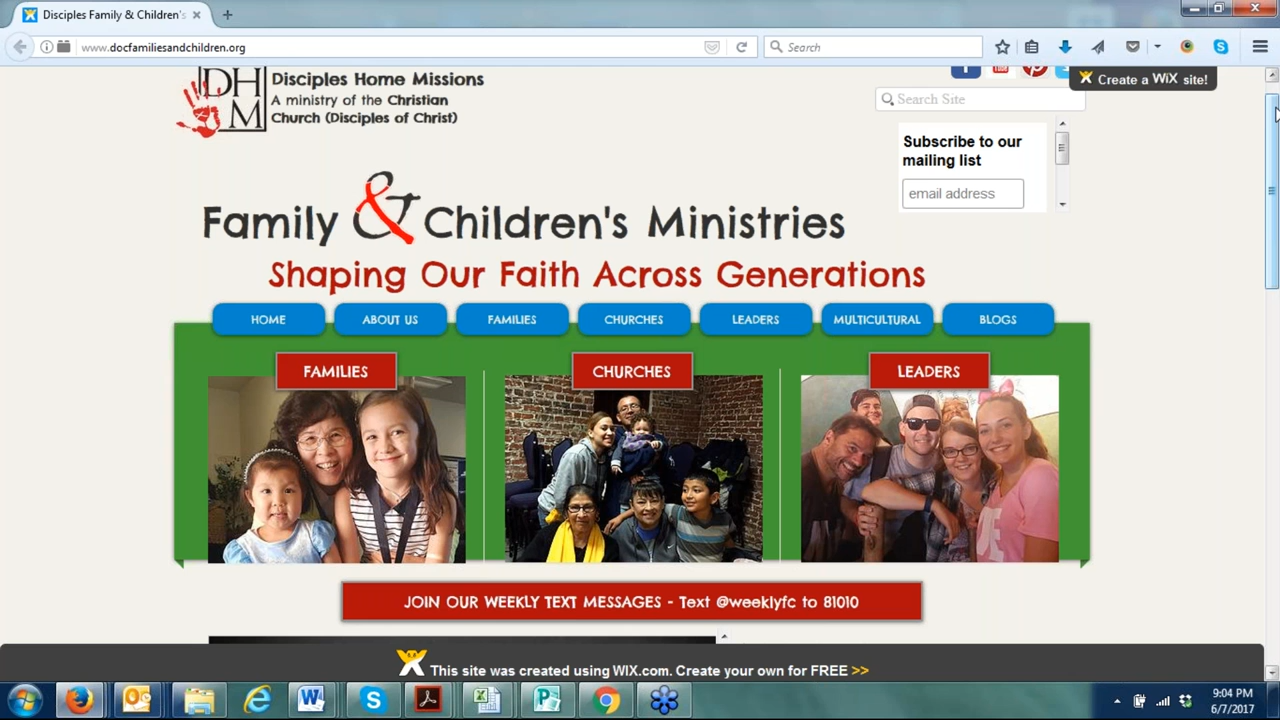 Disciples Family & Children's
www.docfamiliesandchildren.org
Search
Create a WiX site!
DH
M
Disciples Home Missions
A ministry of the Christian
Church (Disciples of Christ)
You
Search Site
Subscribe to our
mailing list
email address
Family & Children's Ministries
Shaping Our Faith Across Generations
HOME
ABOUT US
FAMILIES
CHURCHES
LEADERS
MULTICULTURAL
BLOGS
FAMILIES
CHURCHES
LEADERS
JOIN OUR WEEKLY TEXT MESSAGES - Text @weeklyfc to 81010
This site was created using WIX.com. Create your own for FREE >>
9:04 PM
6/7/2017